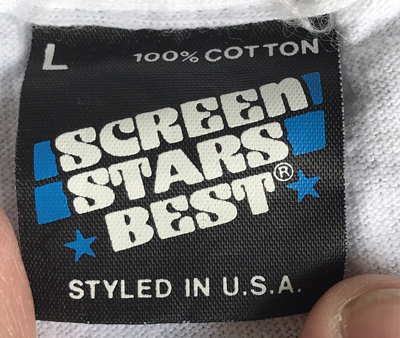 L 100% COTTON
SCREEN
STARS
BEST®
STYLED IN U.S.A.